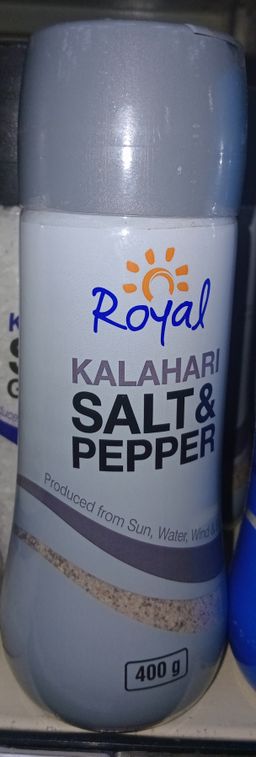 Royal
KALAHARI
SALT &
PEPPER
Produced from Sun, Water, Wind &
400 g